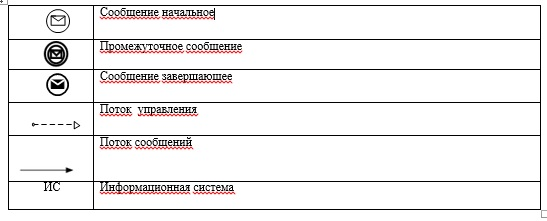 Сообщение начальное
Промежуточное сообщение
Сообщение завершающее
Поток управления
Поток сообщений
ИС Информационная система